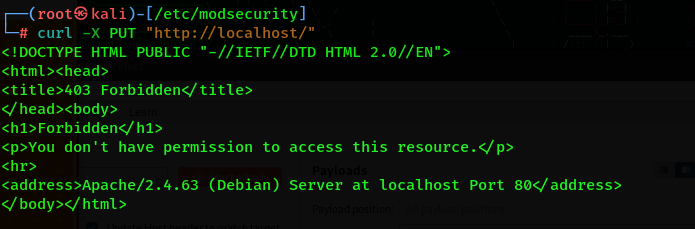 ┌──(root㉿kali)-[/etc/modsecurity]
└─# curl -X PUT "http://localhost/"
<!DOCTYPE HTML PUBLIC "-//IETF//DTD HTML 2.0//EN">
<html><head>
<title>403 Forbidden</title>
</head><body>
<h1>Forbidden</h1>
<p>You don't have permission to access this resource.</p>
<hr>
<address>Apache/2.4.63 (Debian) Server at localhost Port 80</address>
</body></html>
Payloads
Payload position: